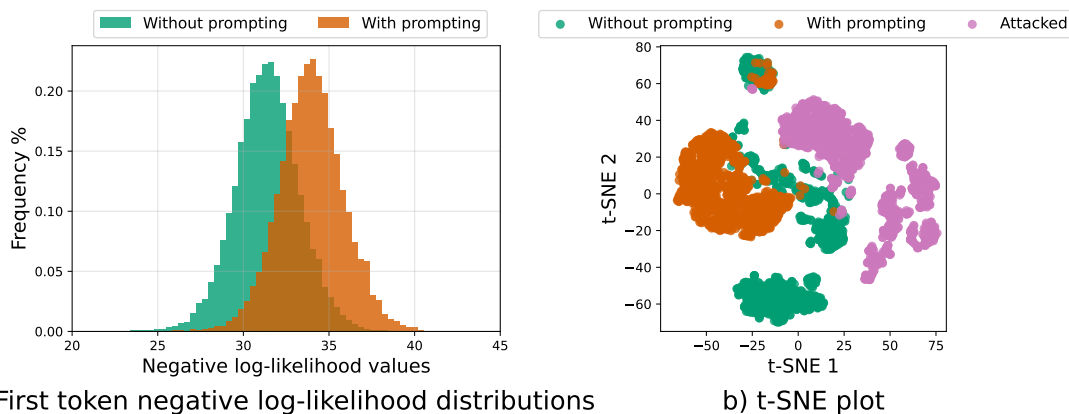 Without prompting With prompting
Frequency %
0.20
0.15
0.10
0.05
0.00
20 25 30 35 40 45
Negative log-likelihood values
First token negative log-likelihood distributions
Without prompting With prompting Attacked
t-SNE 2
80
60
40
20
0
−20
−40
−60
−50 −25 0 25 50 75
t-SNE 1
b) t-SNE plot